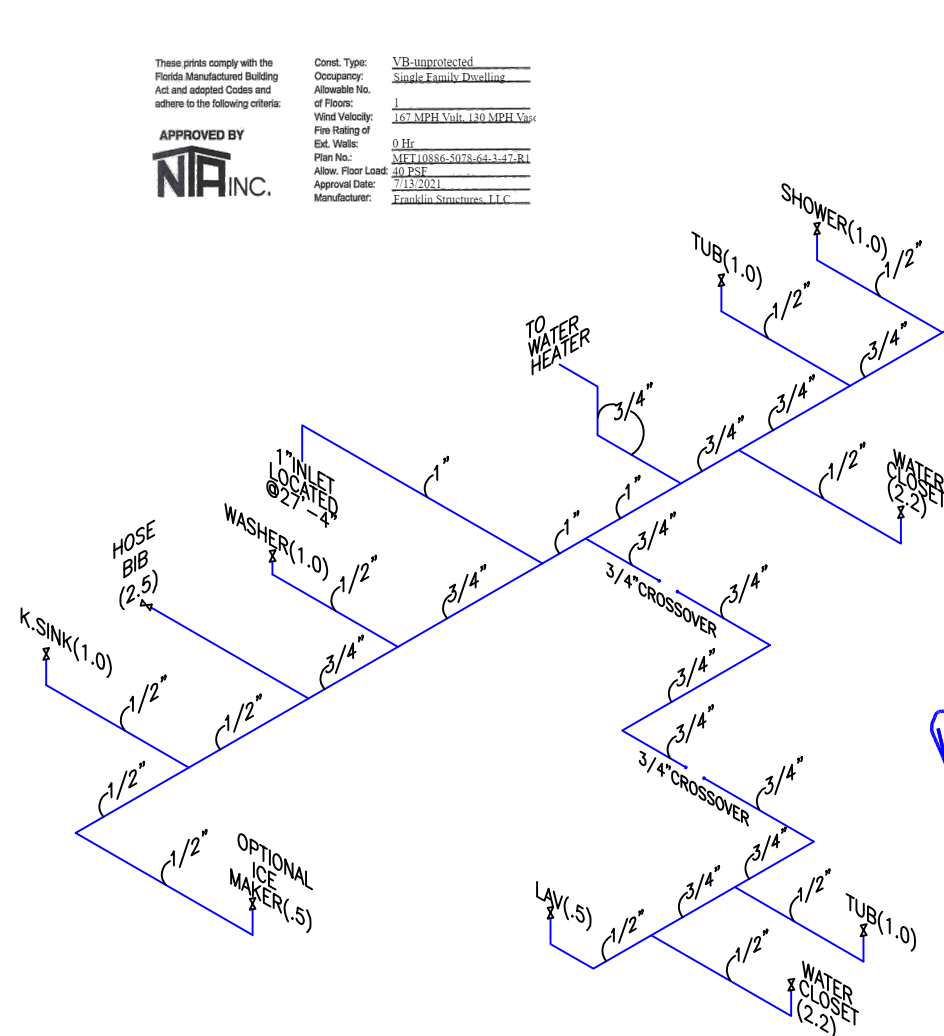 These prints comply with the
Florida Manufactured Building
Act and adopted Codes and
adhere to the following criteria:
APPROVED BY
NTA INC.
Const. Type: VB-unprotected
Occupancy: Single Family Dwelling
Allowable No.
of Floors: 1
Wind Velocity: 167 MPH Vult, 130 MPH Vasd
Fire Rating of
Ext. Walls: 0 Hr
Plan No.: MFT10886-5078-64-3-47-R1
Allow. Floor Load: 40 PSF
Approval Date: 7/13/2021
Manufacturer: Franklin Structures, LLC
SHOWER(1.0)
1/2"
TUB(1.0)
1/2"
3/4"
TO
WATER
HEATER
3/4"
3/4"
3/4"
WATER
CLOSET
(2.2)
1/2"
1"INLET
LOCATED
@27'-4"
1"
1"
1"
3/4"
3/4"CROSSOVER
3/4"
WASHER(1.0)
1/2"
3/4"
HOSE
BIB
(2.5)
3/4"
K.SINK(1.0)
1/2"
1/2"
1/2"
3/4"
3/4"
3/4"CROSSOVER
3/4"
3/4"
1/2"
OPTIONAL
ICE
MAKER(.5)
LAV(.5)
1/2"
3/4"
1/2"
TUB(1.0)
1/2"
WATER
CLOSET
(2.2)